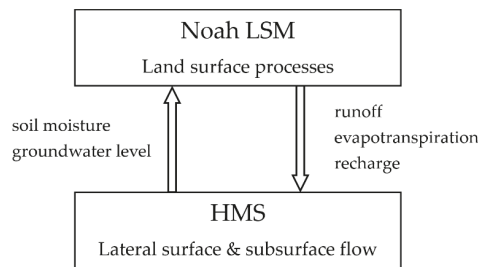 Noah LSM
Land surface processes
soil moisture
groundwater level
runoff
evapotranspiration
recharge
HMS
Lateral surface & subsurface flow